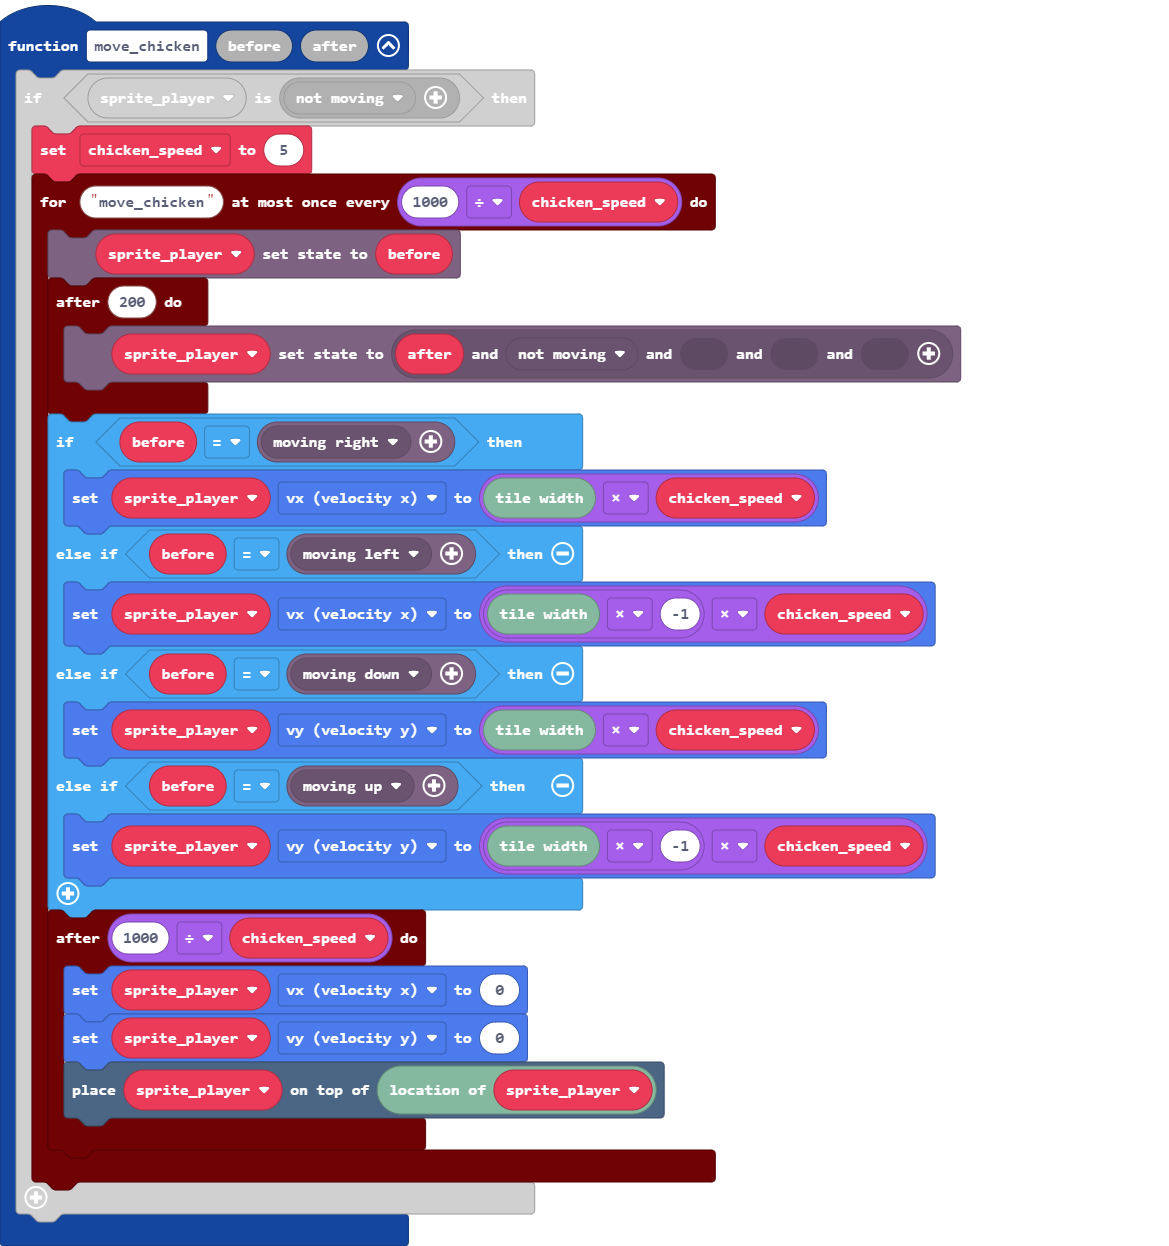 function move_chicken before after
if sprite_player is not moving then
set chicken_speed to 5
for "move_chicken" at most once every 1000 ÷ chicken_speed do
sprite_player set state to before
after 200 do
sprite_player set state to after and not moving and and and
if before = moving right then
set sprite_player vx (velocity x) to tile width × chicken_speed
else if before = moving left then
set sprite_player vx (velocity x) to tile width × -1 × chicken_speed
else if before = moving down then
set sprite_player vy (velocity y) to tile width × chicken_speed
else if before = moving up then
set sprite_player vy (velocity y) to tile width × -1 × chicken_speed
after 1000 ÷ chicken_speed do
set sprite_player vx (velocity x) to 0
set sprite_player vy (velocity y) to 0
place sprite_player on top of location of sprite_player